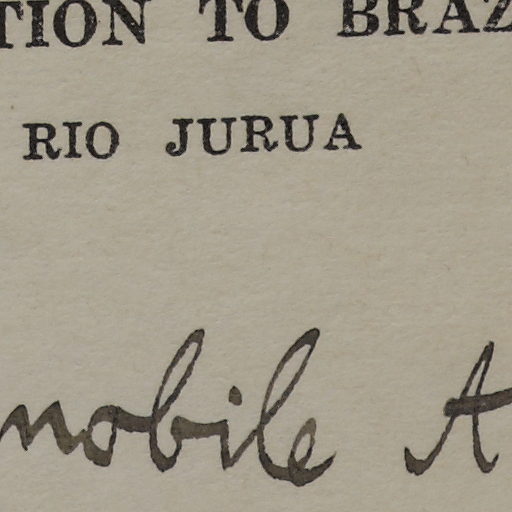 TION TO BRAZ
RIO JURUA
nobile A